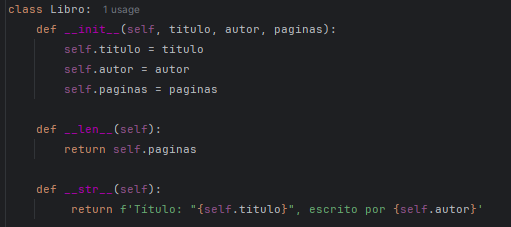 class Libro: 1 usage
    def __init__(self, titulo, autor, paginas):
        self.titulo = titulo
        self.autor = autor
        self.paginas = paginas
    def __len__(self):
        return self.paginas
    def __str__(self):
         return f'Titulo: "{self.titulo}", escrito por {self.autor}'